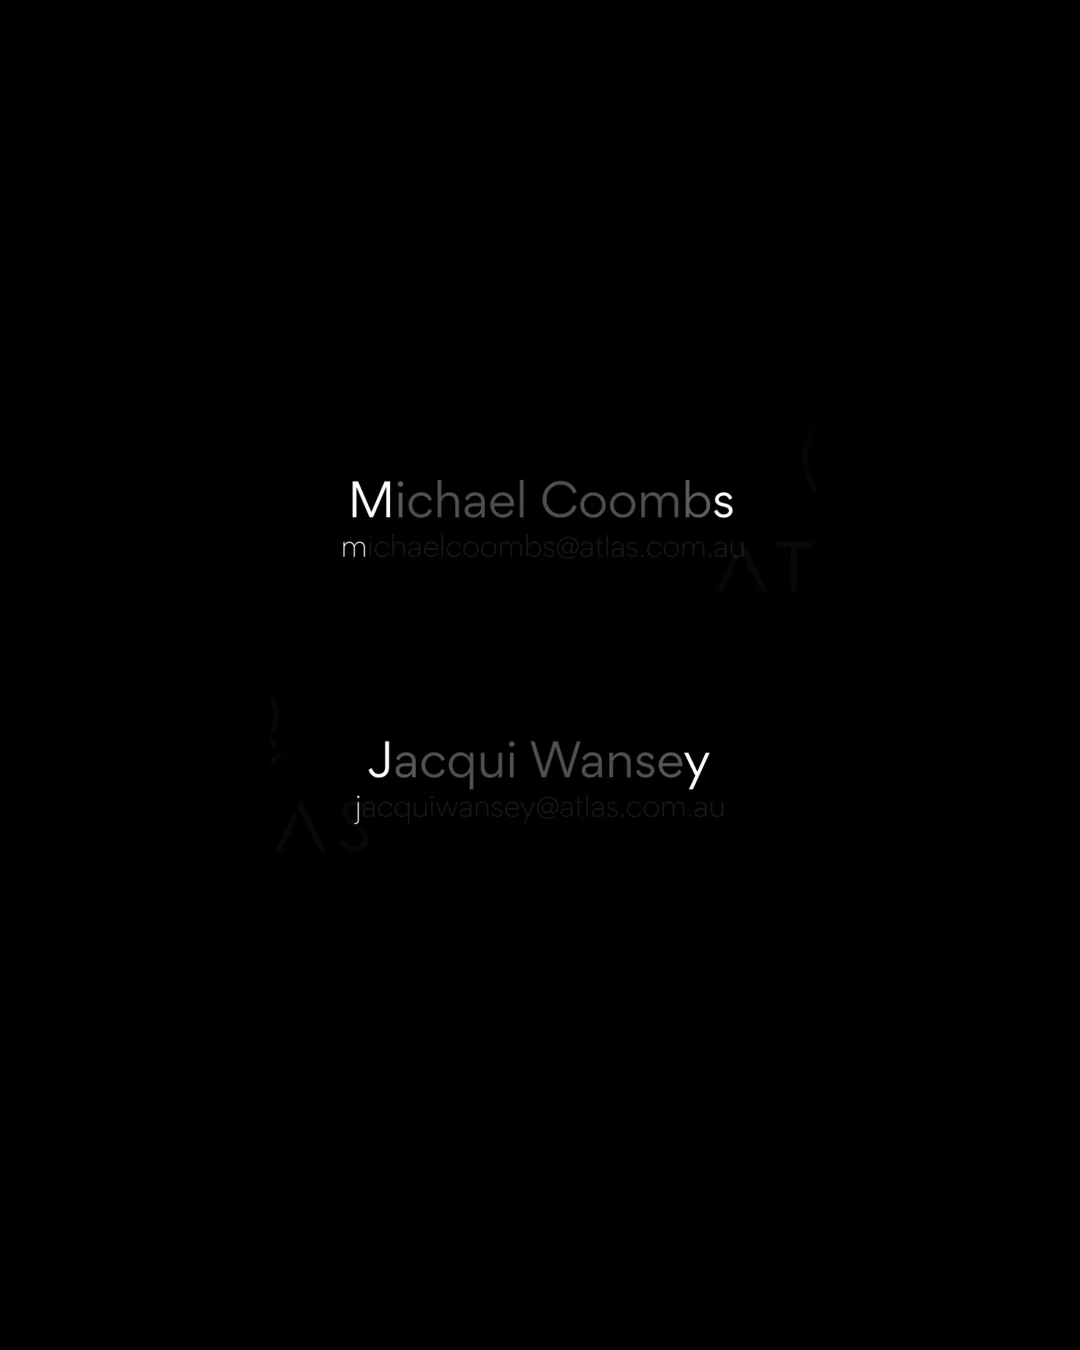 Michael Coombs
michaelcoombs@atlas.com.au
Jacqui Wansey
jacquiwansey@atlas.com.au